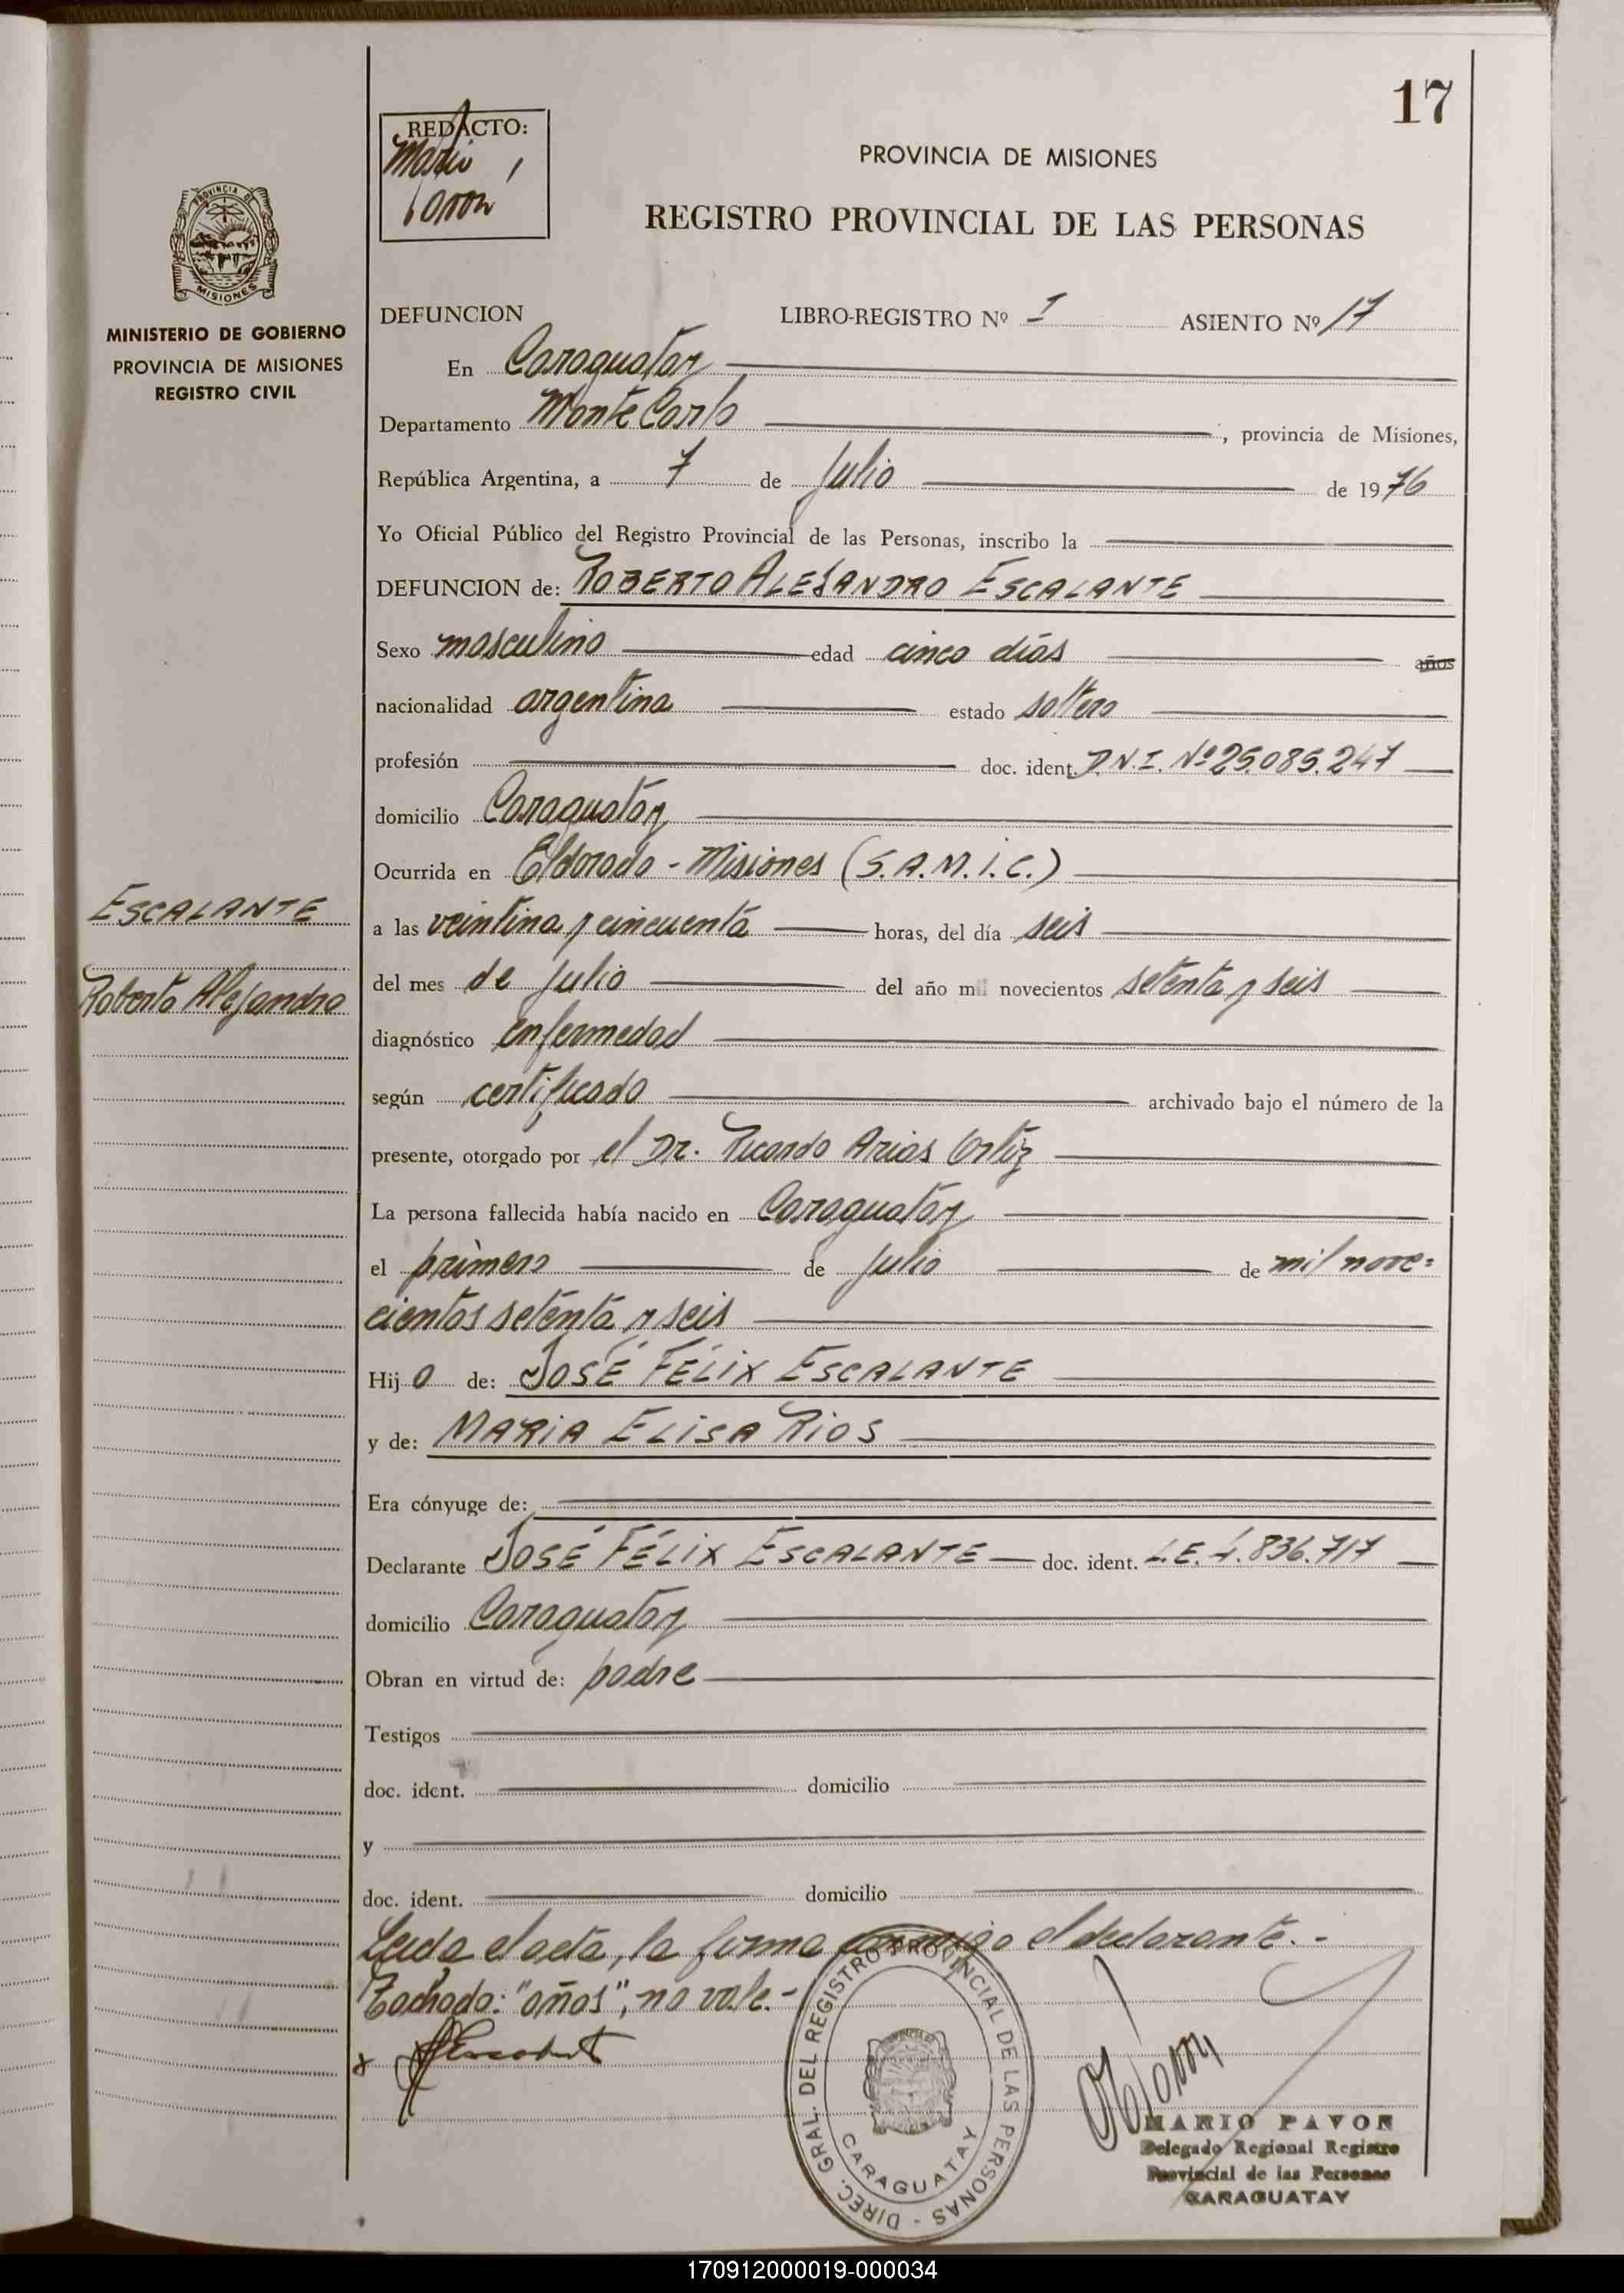 17
REDACTO:
Mario
PROVINCIA DE MISIONES
REGISTRO PROVINCIAL DE LAS PERSONAS
PROVINCIA DE
MISIONES
MINISTERIO DE GOBIERNO
PROVINCIA DE MISIONES
REGISTRO CIVIL
DEFUNCION LIBRO-REGISTRO Nº I ASIENTO Nº 17
En Caraguatay
Departamento Monte Carlo, provincia de Misiones,
República Argentina, a 7 de Julio de 1976
Yo Oficial Público del Registro Provincial de las Personas, inscribo la
DEFUNCION de: ROBERTO ALEJANDRO ESCALANTE
Sexo masculino edad cinco días años
nacionalidad argentina estado soltero
profesión doc. ident. D.N.I. Nº 25.085.247
domicilio Caraguatay
Ocurrida en Eldorado - Misiones (S.A.M.I.C.)
ESCALANTE
a las veintina y cincuenta horas, del día seis
Roberto Alejandro
del mes de julio del año mil novecientos setenta y seis
diagnóstico enfermedad
según certificado archivado bajo el número de la
presente, otorgado por el Dr. Ricardo Arias Ortiz
La persona fallecida había nacido en Caraguatay
el primero de julio de mil nove=
cientos setenta y seis
Hijo de: JOSÉ FÉLIX ESCALANTE
y de: MARIA ELISA RIOS
Era cónyuge de:
Declarante JOSÉ FÉLIX ESCALANTE doc. ident. L.E. 4.836.717
domicilio Caraguatay
Obran en virtud de: padre
Testigos
doc. ident. domicilio
y
doc. ident. domicilio
Leida el acta, la firma conmigo el declarante.-
Tachado: "años", no vale.-
DIREC. GRAL. DEL REGISTRO PROVINCIAL DE LAS PERSONAS -
CARAGUATAY
MARIO PAVON
Delegado Regional Registro
Provincial de las Personas
CARAGUATAY
170912000019-000034